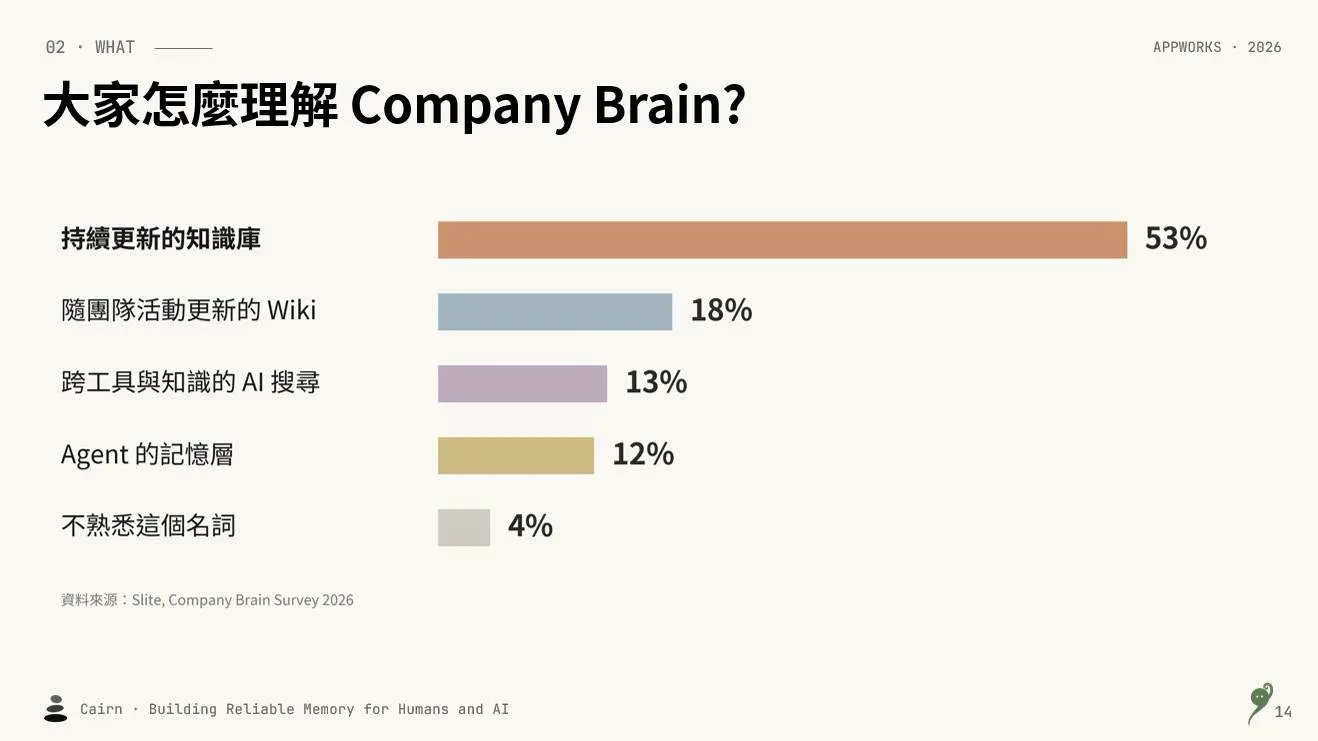 02 · WHAT
APPWORKS · 2026
大家怎麼理解 Company Brain?
持續更新的知識庫 53%
隨團隊活動更新的 Wiki 18%
跨工具與知識的 AI 搜尋 13%
Agent 的記憶層 12%
不熟悉這個名詞 4%
資料來源：Slite, Company Brain Survey 2026
Cairn · Building Reliable Memory for Humans and AI
14